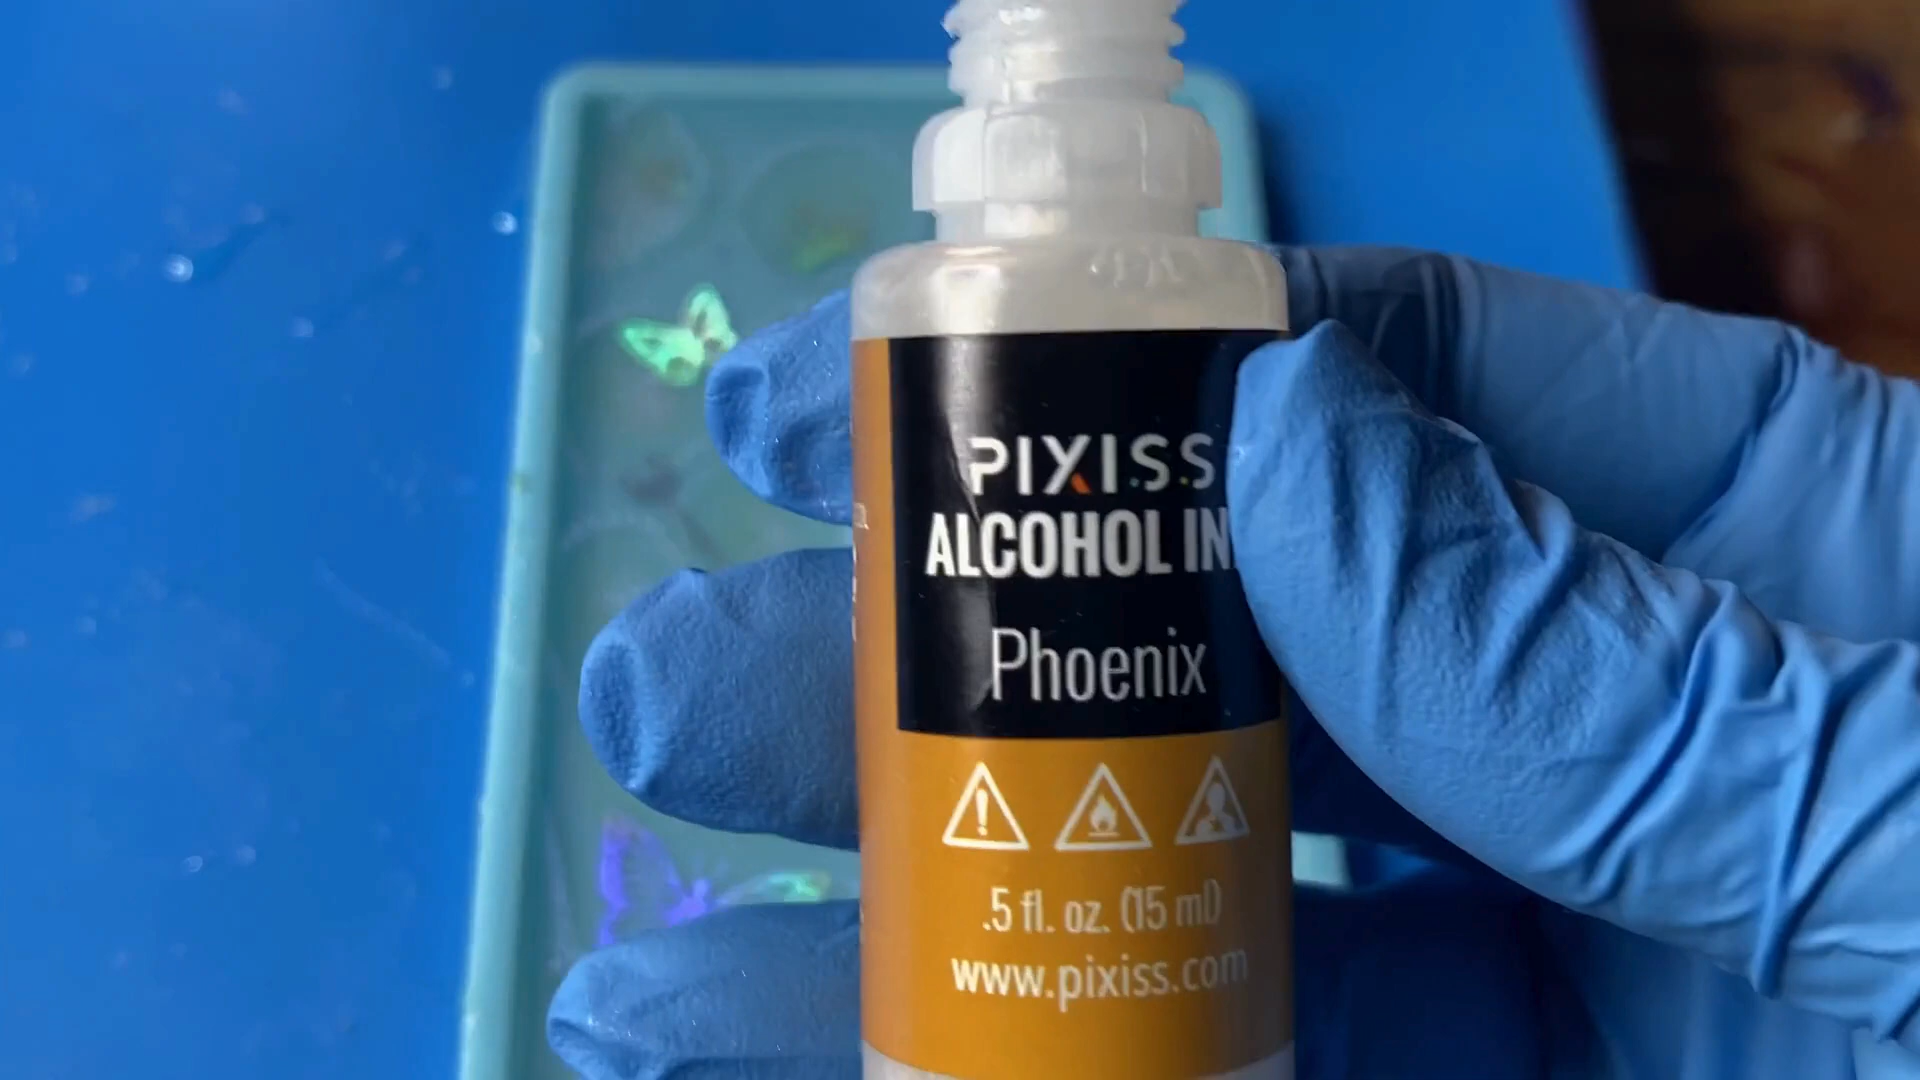 PIXISS
ALCOHOL IN
Phoenix
.5 fl. oz. (15 ml)
www.pixiss.com